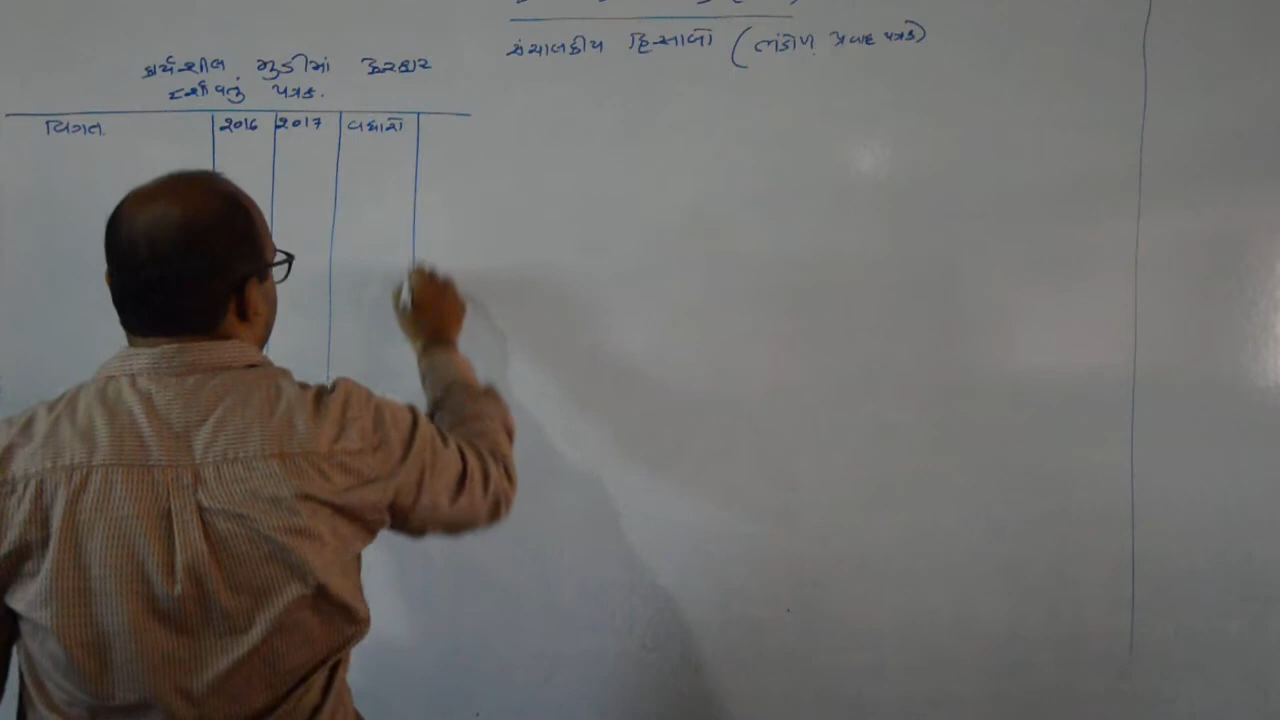 સંચાલકીય હિસાબો (ભંડોળ પ્રવાહ પત્રક)
કાર્યશીલ મુડીમાં ફેરફાર
દર્શાવતું પત્રક.
વિગત. 2016 2017 વધારો